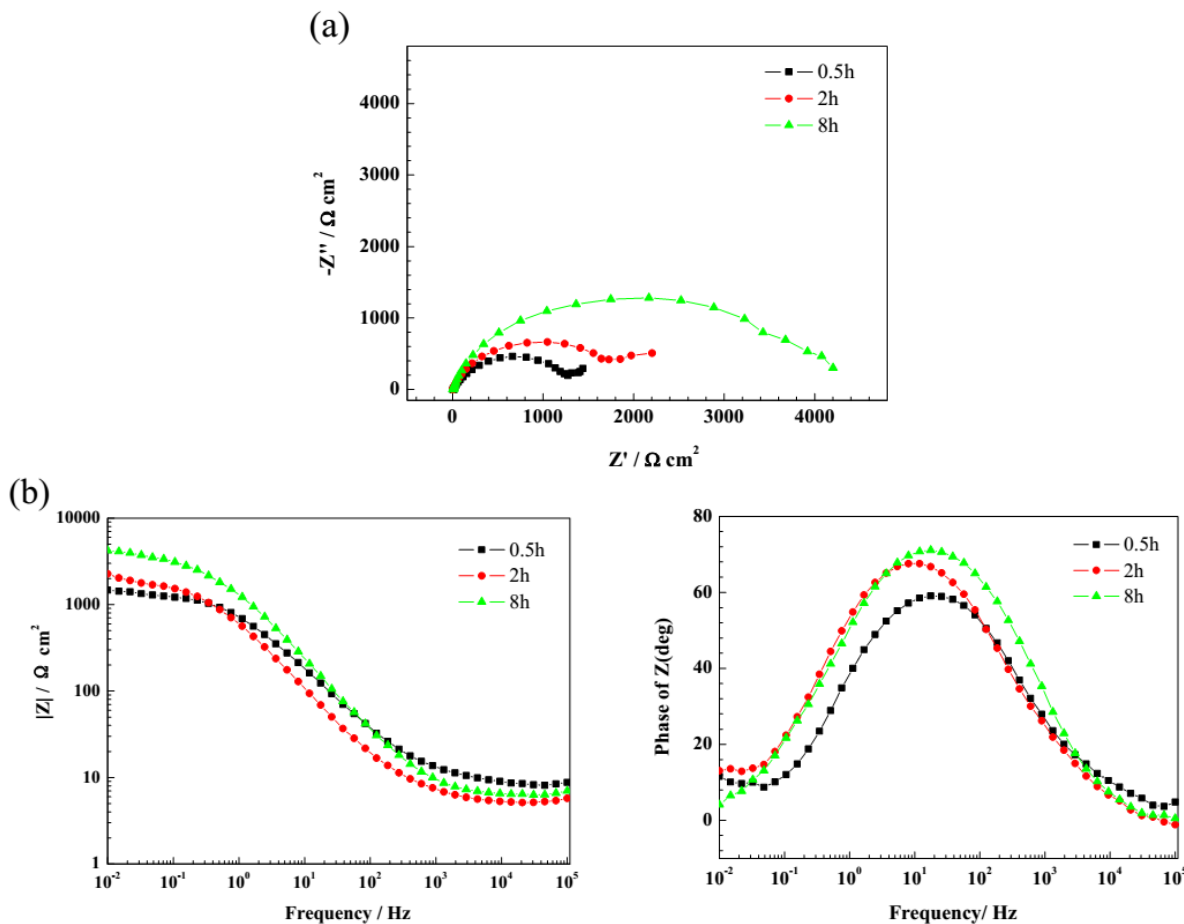 (a)
0.5h
2h
8h
4000
3000
2000
1000
0
-Z'' / Ω cm²
0 1000 2000 3000 4000
Z' / Ω cm²
(b)
10000
1000
100
10
1
|Z| / Ω cm²
0.5h
2h
8h
10⁻² 10⁻¹ 10⁰ 10¹ 10² 10³ 10⁴ 10⁵
Frequency / Hz
80
60
40
20
0
Phase of Z(deg)
0.5h
2h
8h
10⁻² 10⁻¹ 10⁰ 10¹ 10² 10³ 10⁴ 10⁵
Frequency/ Hz